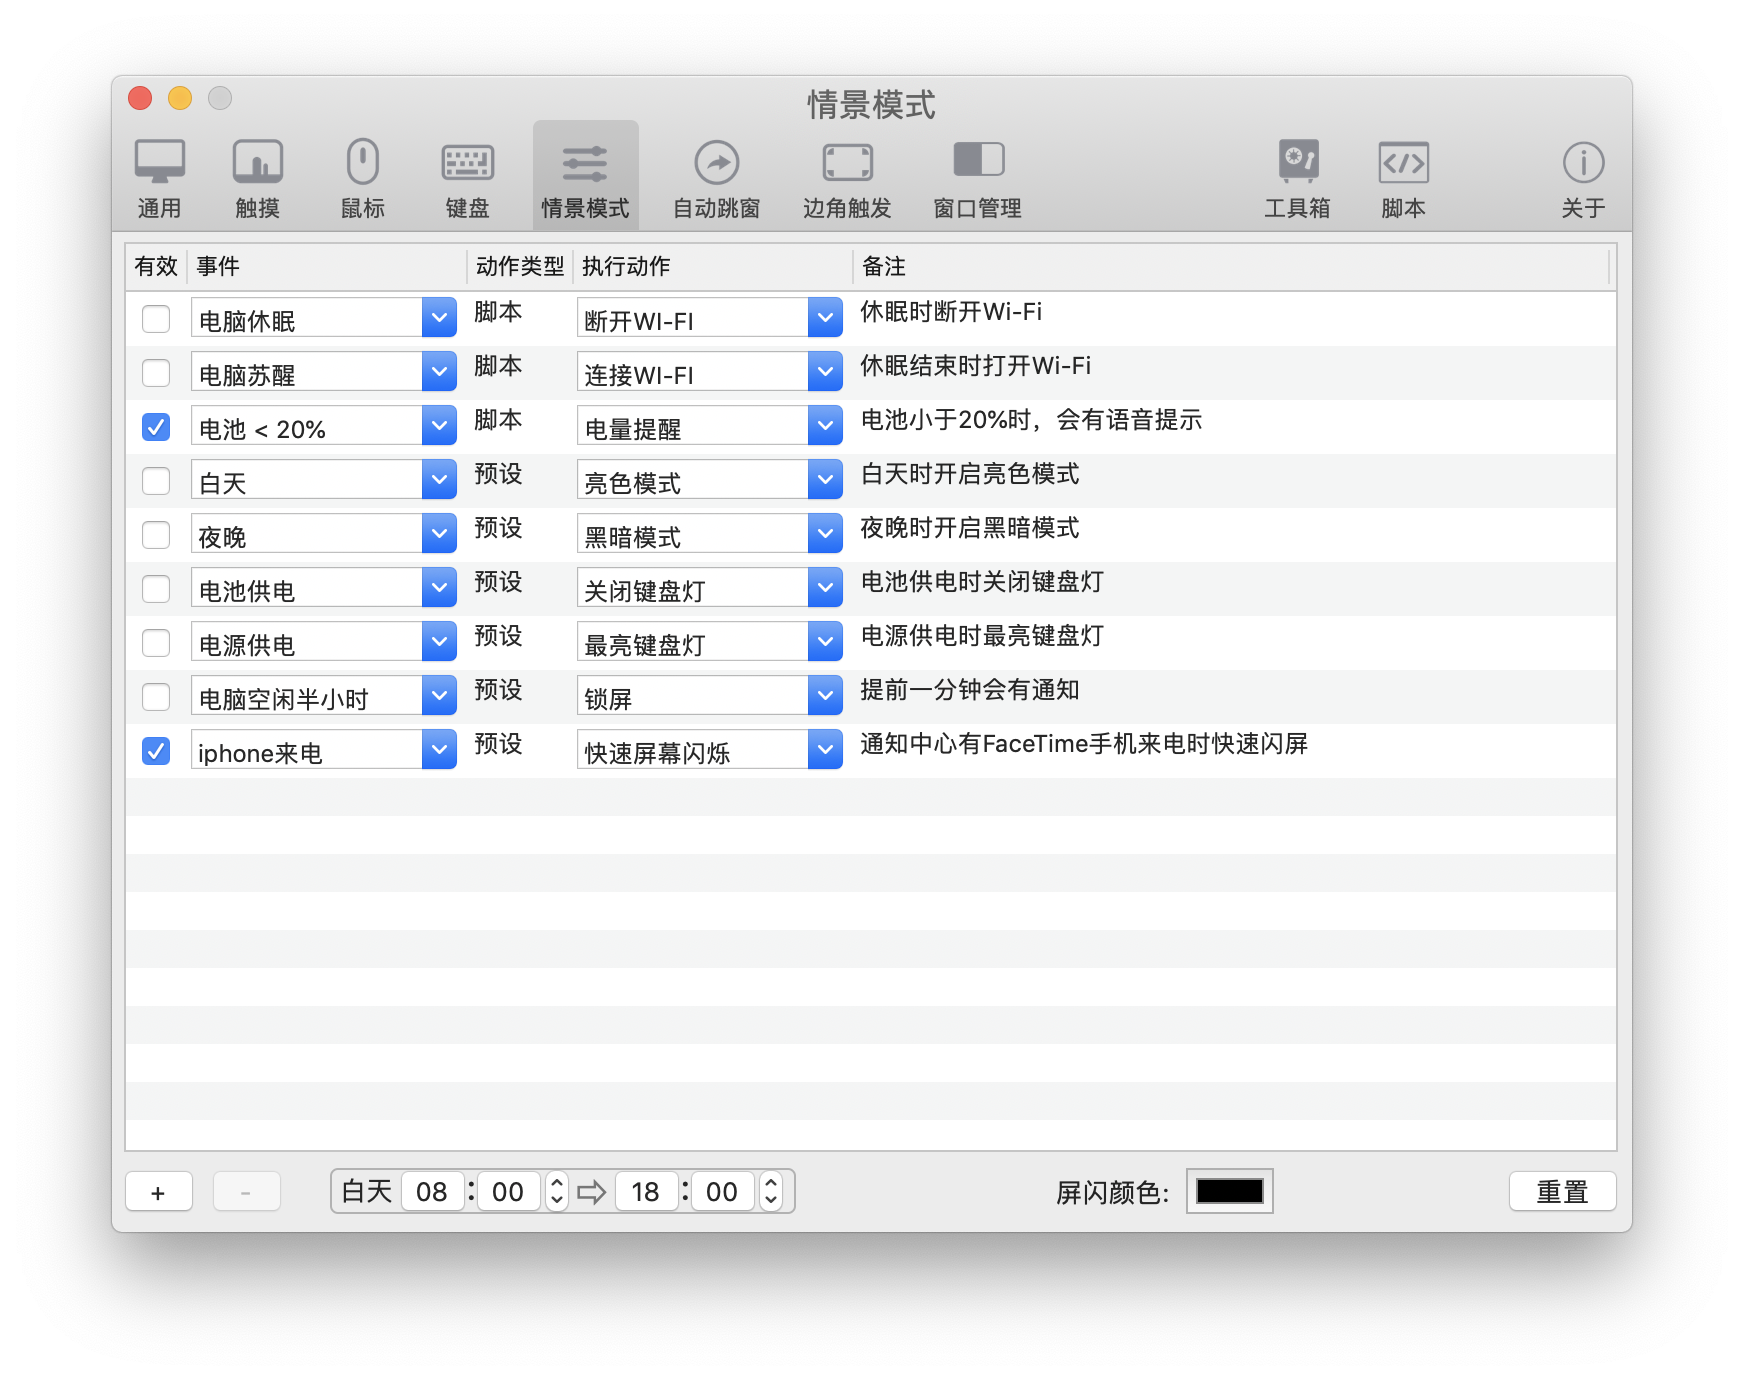 情景模式
通用 触摸 鼠标 键盘 情景模式 自动跳窗 边角触发 窗口管理 工具箱 脚本 关于
有效 事件 动作类型 执行动作 备注
电脑休眠 脚本 断开WI-FI 休眠时断开Wi-Fi
电脑苏醒 脚本 连接WI-FI 休眠结束时打开Wi-Fi
电池 < 20% 脚本 电量提醒 电池小于20%时，会有语音提示
白天 预设 亮色模式 白天时开启亮色模式
夜晚 预设 黑暗模式 夜晚时开启黑暗模式
电池供电 预设 关闭键盘灯 电池供电时关闭键盘灯
电源供电 预设 最亮键盘灯 电源供电时最亮键盘灯
电脑空闲半小时 预设 锁屏 提前一分钟会有通知
iphone来电 预设 快速屏幕闪烁 通知中心有FaceTime手机来电时快速闪屏
+ - 白天 08 : 00 18 : 00 屏闪颜色: 重置